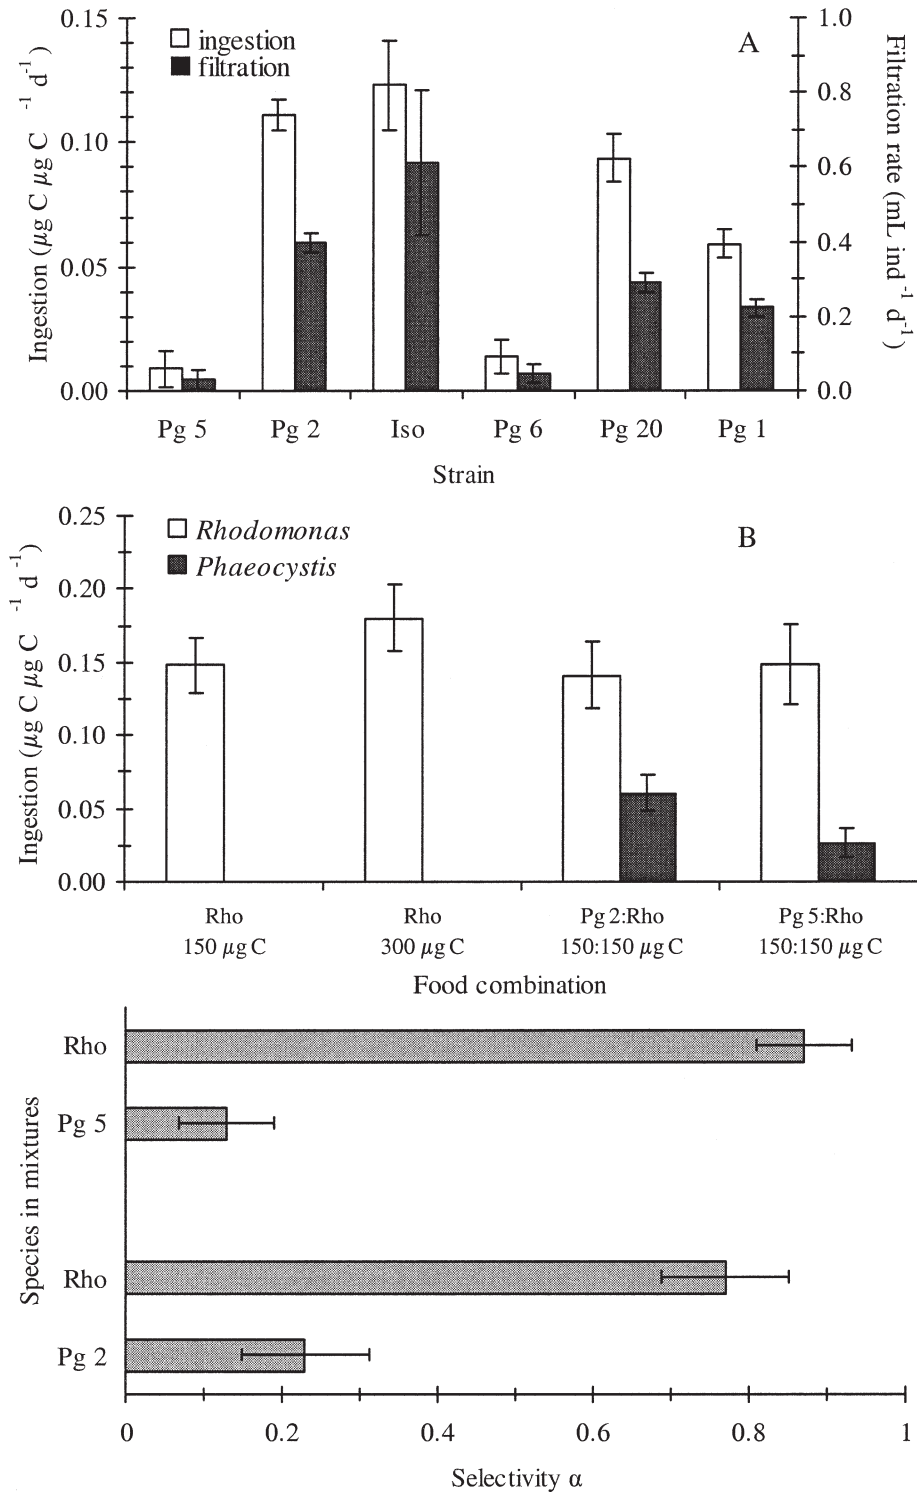 0.15
0.10
0.05
0.00
Ingestion (µg C µg C ⁻¹ d⁻¹)
ingestion
filtration
A
1.0
0.8
0.6
0.4
0.2
0.0
Filtration rate (mL ind⁻¹ d⁻¹)
Pg 5 Pg 2 Iso Pg 6 Pg 20 Pg 1
Strain
0.25
0.20
0.15
0.10
0.05
0.00
Ingestion (µg C µg C ⁻¹ d⁻¹)
Rhodomonas
Phaeocystis
B
Rho Rho Pg 2:Rho Pg 5:Rho
150 µg C 300 µg C 150:150 µg C 150:150 µg C
Food combination
Species in mixtures
Rho
Pg 5
Rho
Pg 2
0 0.2 0.4 0.6 0.8 1
Selectivity α